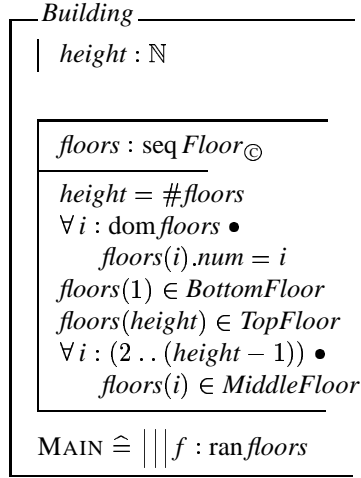 Building
height : ℕ
floors : seq Floor©
height = #floors
∀ i : dom floors •
floors(i).num = i
floors(1) ∈ BottomFloor
floors(height) ∈ TopFloor
∀ i : (2 . . (height − 1)) •
floors(i) ∈ MiddleFloor
MAIN ≙ ||| f : ran floors